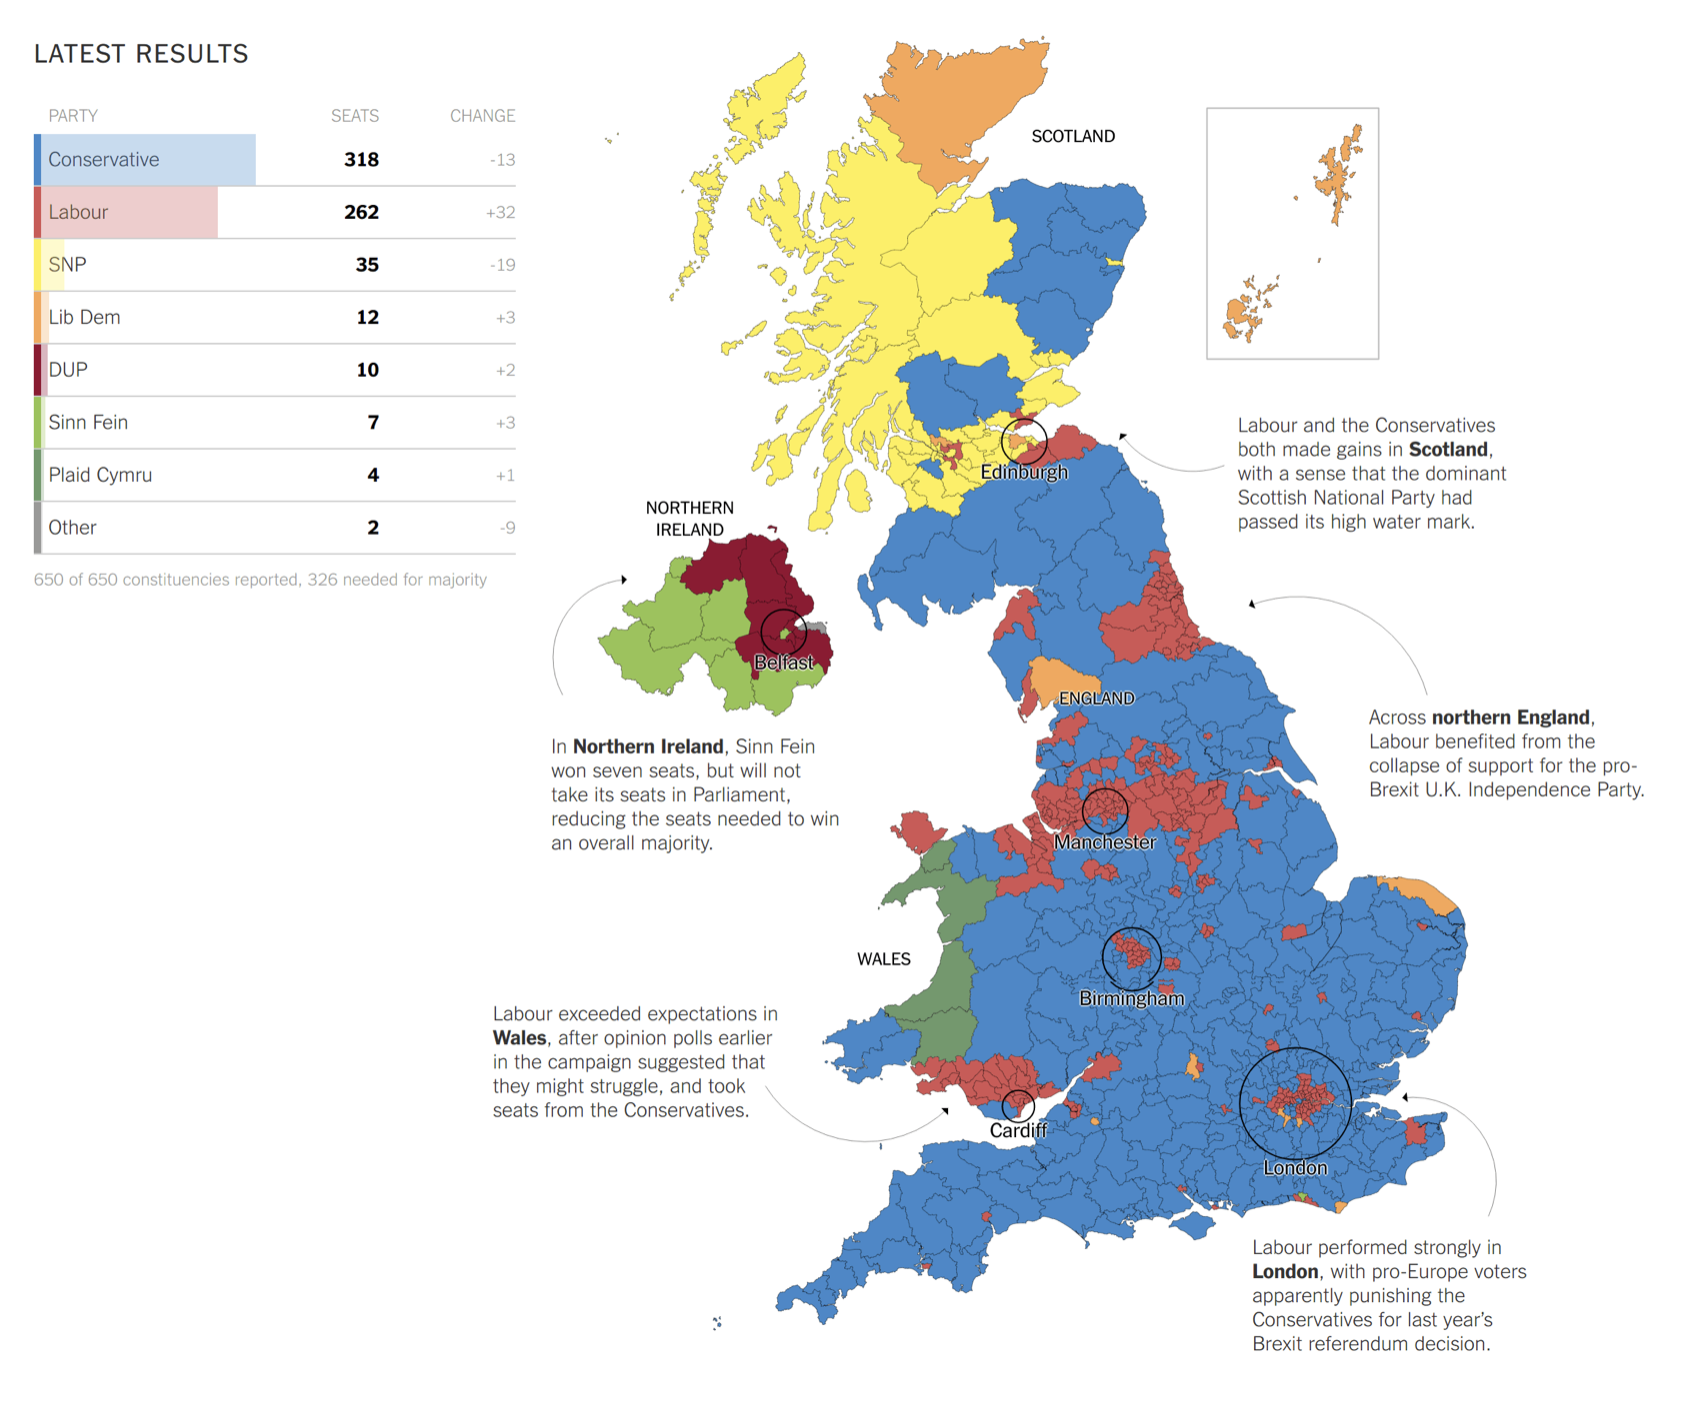 LATEST RESULTS
PARTY SEATS CHANGE
Conservative 318 -13
Labour 262 +32
SNP 35 -19
Lib Dem 12 +3
DUP 10 +2
Sinn Fein 7 +3
Plaid Cymru 4 +1
Other 2 -9
650 of 650 constituencies reported, 326 needed for majority
SCOTLAND
Labour and the Conservatives
both made gains in Scotland,
with a sense that the dominant
Scottish National Party had
passed its high water mark.
Edinburgh
NORTHERN
IRELAND
Belfast
In Northern Ireland, Sinn Fein
won seven seats, but will not
take its seats in Parliament,
reducing the seats needed to win
an overall majority.
ENGLAND
Across northern England,
Labour benefited from the
collapse of support for the pro-
Brexit U.K. Independence Party.
Manchester
WALES
Birmingham
Labour exceeded expectations in
Wales, after opinion polls earlier
in the campaign suggested that
they might struggle, and took
seats from the Conservatives.
Cardiff
London
Labour performed strongly in
London, with pro-Europe voters
apparently punishing the
Conservatives for last year's
Brexit referendum decision.